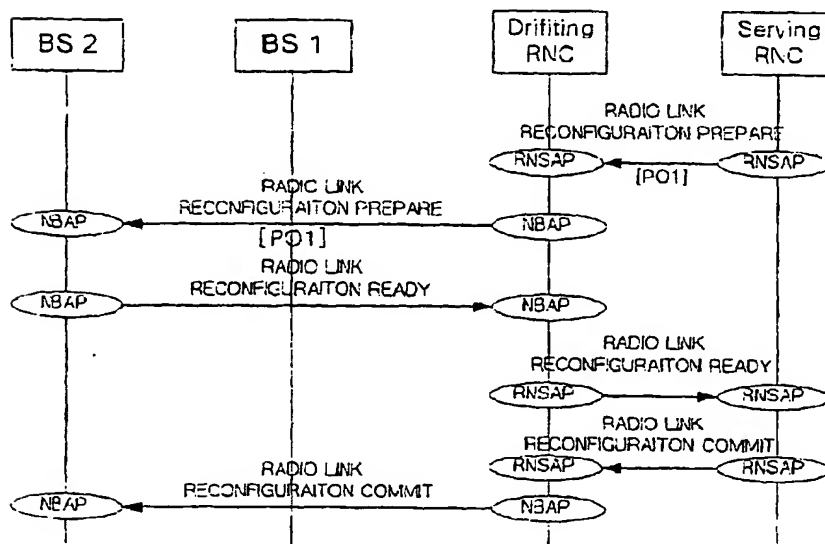 BS 2
BS 1
Drifiting
RNC
Serving
RNC
RADIO LINK
RECONFIGURAITON PREPARE
RNSAP
RNSAP
[PO1]
RADIO LINK
RECONFIGURAITON PREPARE
NBAP
NBAP
[PO1]
RADIO LINK
RECONFIGURAITON READY
NBAP
NBAP
RADIO LINK
RECONFIGURAITON READY
RNSAP
RNSAP
RADIO LINK
RECONFIGURAITON COMMIT
RNSAP
RNSAP
RADIO LINK
RECONFIGURAITON COMMIT
NBAP
NBAP